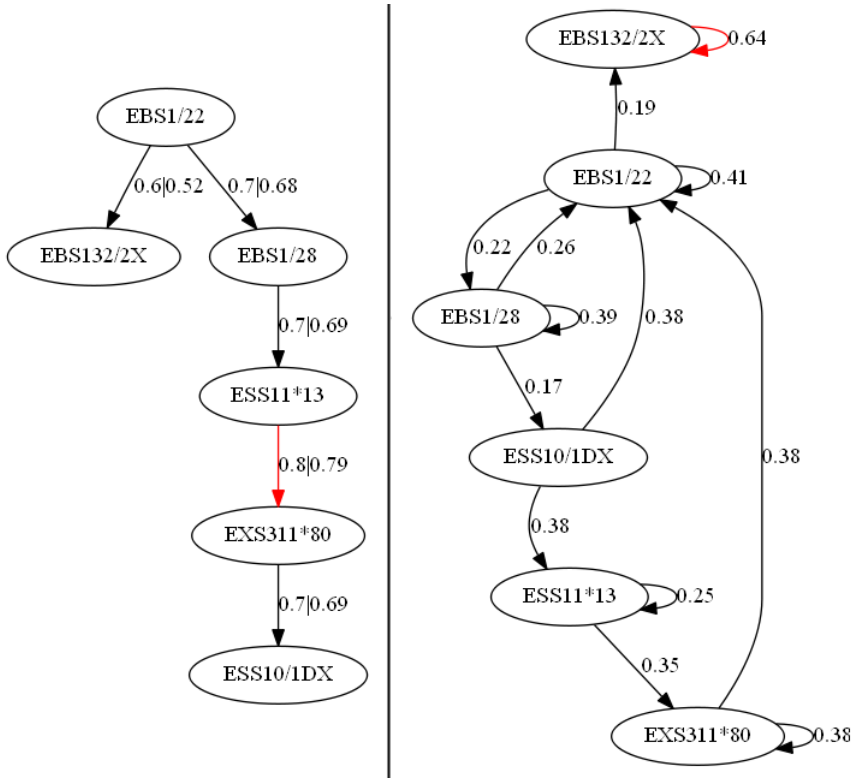 EBS1/22
0.6|0.52
0.7|0.68
EBS132/2X
EBS1/28
0.7|0.69
ESS11*13
0.8|0.79
EXS311*80
0.7|0.69
ESS10/1DX
EBS132/2X
0.64
0.19
EBS1/22
0.41
0.22
0.26
EBS1/28
0.39
0.38
0.17
ESS10/1DX
0.38
0.38
ESS11*13
0.25
0.35
EXS311*80
0.38